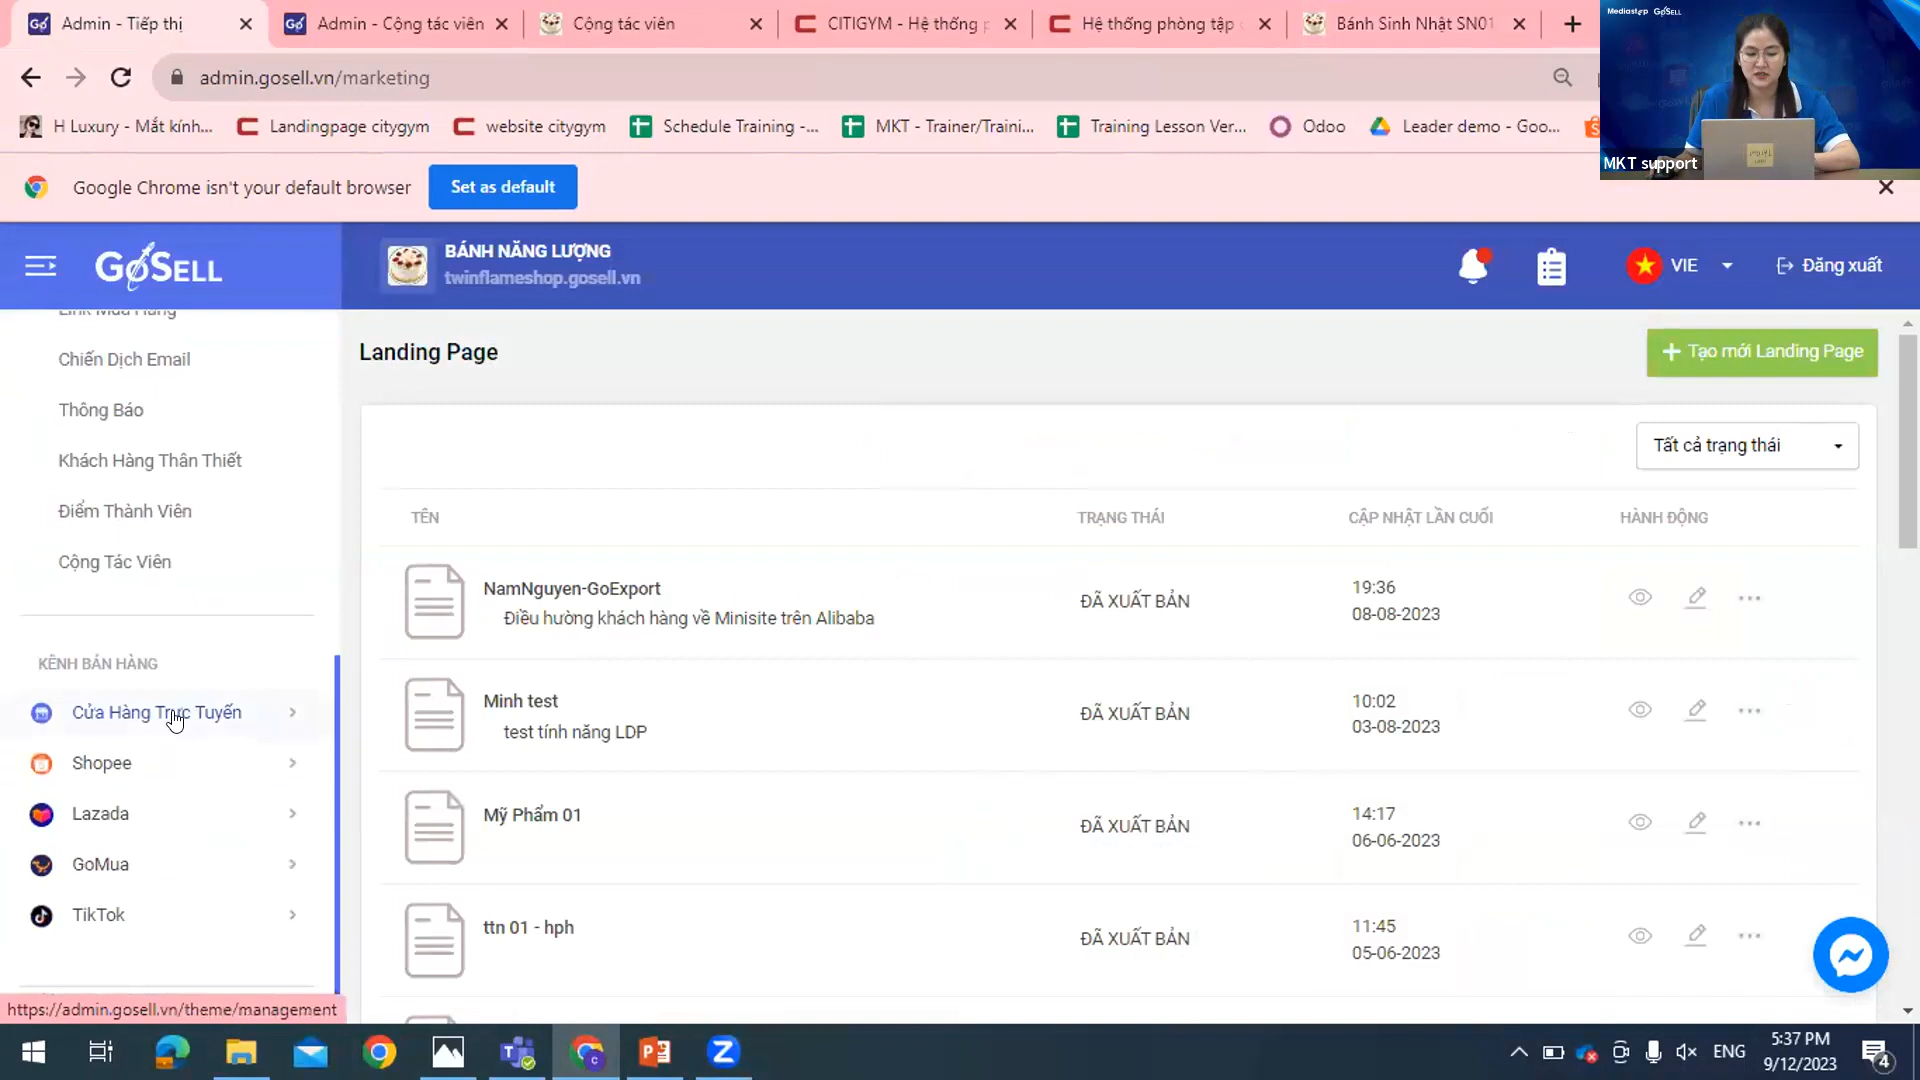 Admin - Tiếp thị
Admin - Cộng tác viên
Cộng tác viên
CITIGYM - Hệ thống p
Hệ thống phòng tập c
Bánh Sinh Nhật SN01
Mediastep GoSELL
admin.gosell.vn/marketing
H Luxury - Mắt kính...
Landingpage citygym
website citygym
Schedule Training -...
MKT - Trainer/Traini...
Training Lesson Ver...
Odoo
Leader demo - Goo...
MKT support
Google Chrome isn't your default browser
Set as default
GoSELL
BÁNH NĂNG LƯỢNG
twinflameshop.gosell.vn
VIE
Đăng xuất
Link Mua Hàng
Chiến Dịch Email
Thông Báo
Khách Hàng Thân Thiết
Điểm Thành Viên
Cộng Tác Viên
KÊNH BÁN HÀNG
Cửa Hàng Trực Tuyến
Shopee
Lazada
GoMua
TikTok
https://admin.gosell.vn/theme/management
Landing Page
Tạo mới Landing Page
Tất cả trạng thái
TÊN
TRẠNG THÁI
CẬP NHẬT LẦN CUỐI
HÀNH ĐỘNG
NamNguyen-GoExport
Điều hướng khách hàng về Minisite trên Alibaba
ĐÃ XUẤT BẢN
19:36
08-08-2023
Minh test
test tính năng LDP
ĐÃ XUẤT BẢN
10:02
03-08-2023
Mỹ Phẩm 01
ĐÃ XUẤT BẢN
14:17
06-06-2023
ttn 01 - hph
ĐÃ XUẤT BẢN
11:45
05-06-2023
ENG
5:37 PM
9/12/2023
4